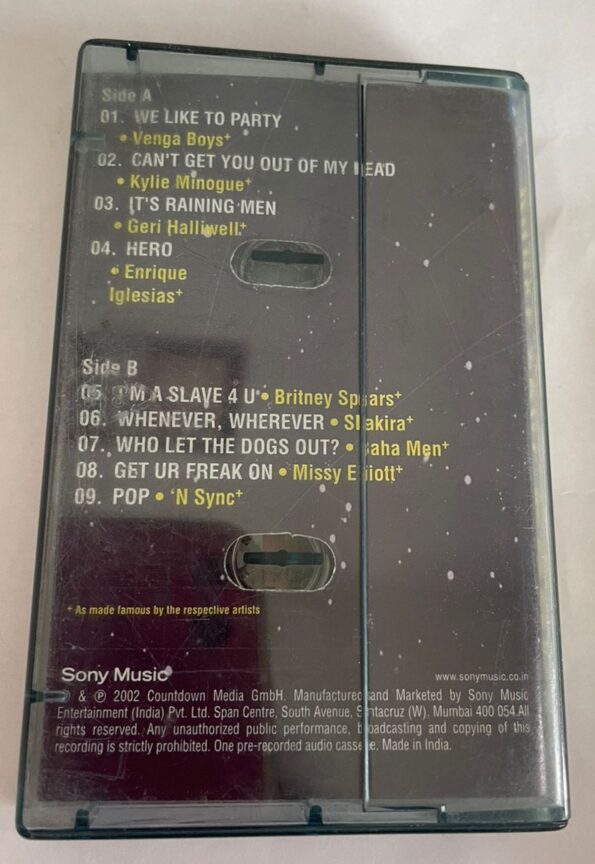 Side A
01. WE LIKE TO PARTY
• Venga Boys+
02. CAN'T GET YOU OUT OF MY HEAD
• Kylie Minogue+
03. IT'S RAINING MEN
• Geri Halliwell+
04. HERO
• Enrique
Iglesias+
Side B
05. I'M A SLAVE 4 U • Britney Spears+
06. WHENEVER, WHEREVER • Shakira+
07. WHO LET THE DOGS OUT? • Baha Men+
08. GET UR FREAK ON • Missy Elliott+
09. POP • 'N Sync+
+ As made famous by the respective artists
Sony Music
www.sonymusic.co.in
℗ & ℗ 2002 Countdown Media GmbH. Manufactured and Marketed by Sony Music
Entertainment (India) Pvt. Ltd. Span Centre, South Avenue, Santacruz (W), Mumbai 400 054 All
rights reserved. Any unauthorized public performance, broadcasting and copying of this
recording is strictly prohibited. One pre-recorded audio cassette. Made in India.